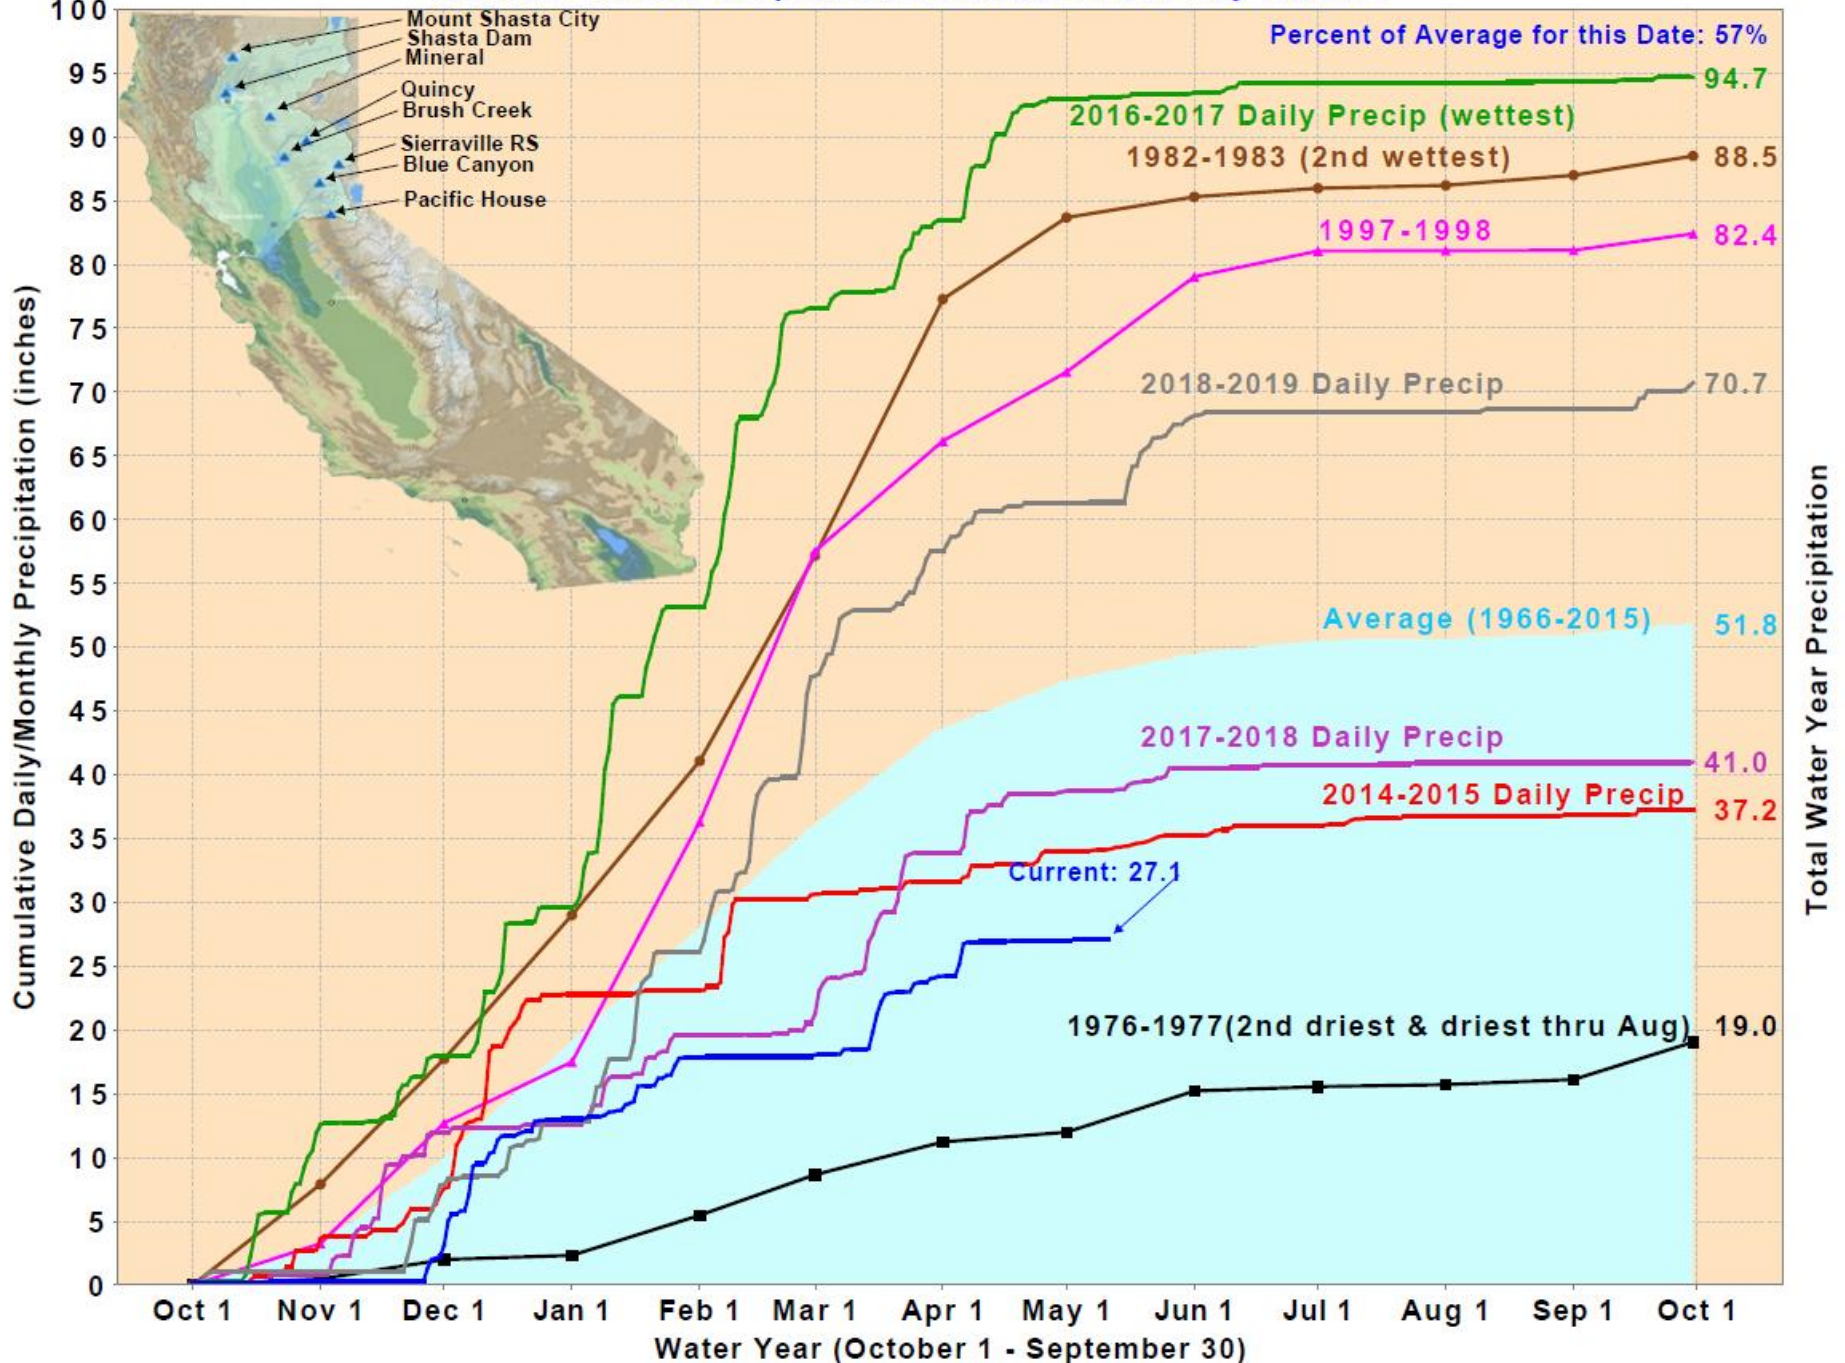 Percent of Average for this Date: 57%
Mount Shasta City
Shasta Dam
Mineral
Quincy
Brush Creek
Sierraville RS
Blue Canyon
Pacific House
2016-2017 Daily Precip (wettest)
94.7
1982-1983 (2nd wettest)
88.5
1997-1998
82.4
2018-2019 Daily Precip
70.7
Average (1966-2015)
51.8
2017-2018 Daily Precip
41.0
2014-2015 Daily Precip
37.2
Current: 27.1
1976-1977(2nd driest & driest thru Aug)
19.0
Cumulative Daily/Monthly Precipitation (inches)
100
95
90
85
80
75
70
65
60
55
50
45
40
35
30
25
20
15
10
5
0
Total Water Year Precipitation
Oct 1 Nov 1 Dec 1 Jan 1 Feb 1 Mar 1 Apr 1 May 1 Jun 1 Jul 1 Aug 1 Sep 1 Oct 1
Water Year (October 1 - September 30)